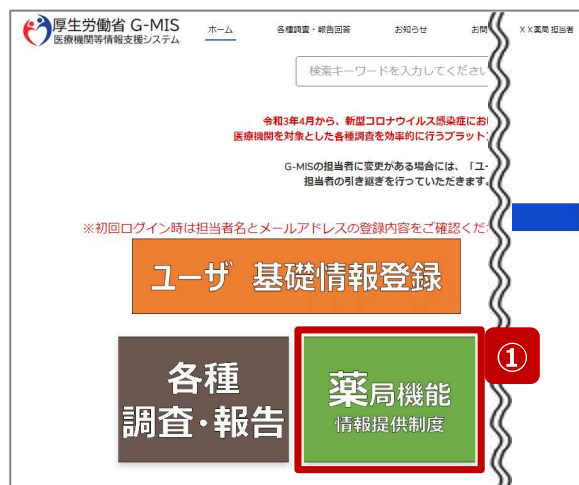 厚生労働省 G-MIS
医療機関等情報支援システム
ホーム 各種調査・報告回答 お知らせ お問 XX薬局 担当者
検索キーワードを入力してください
令和3年4月から、新型コロナウイルス感染症にお
医療機関を対象とした各種調査を効率的に行うプラット
G-MISの担当者に変更がある場合には、「ユー
担当者の引き継ぎを行っていただきます。
※初回ログイン時は担当者名とメールアドレスの登録内容をご確認くだ
ユーザ 基礎情報登録
①
各種
調査・報告
薬局機能
情報提供制度